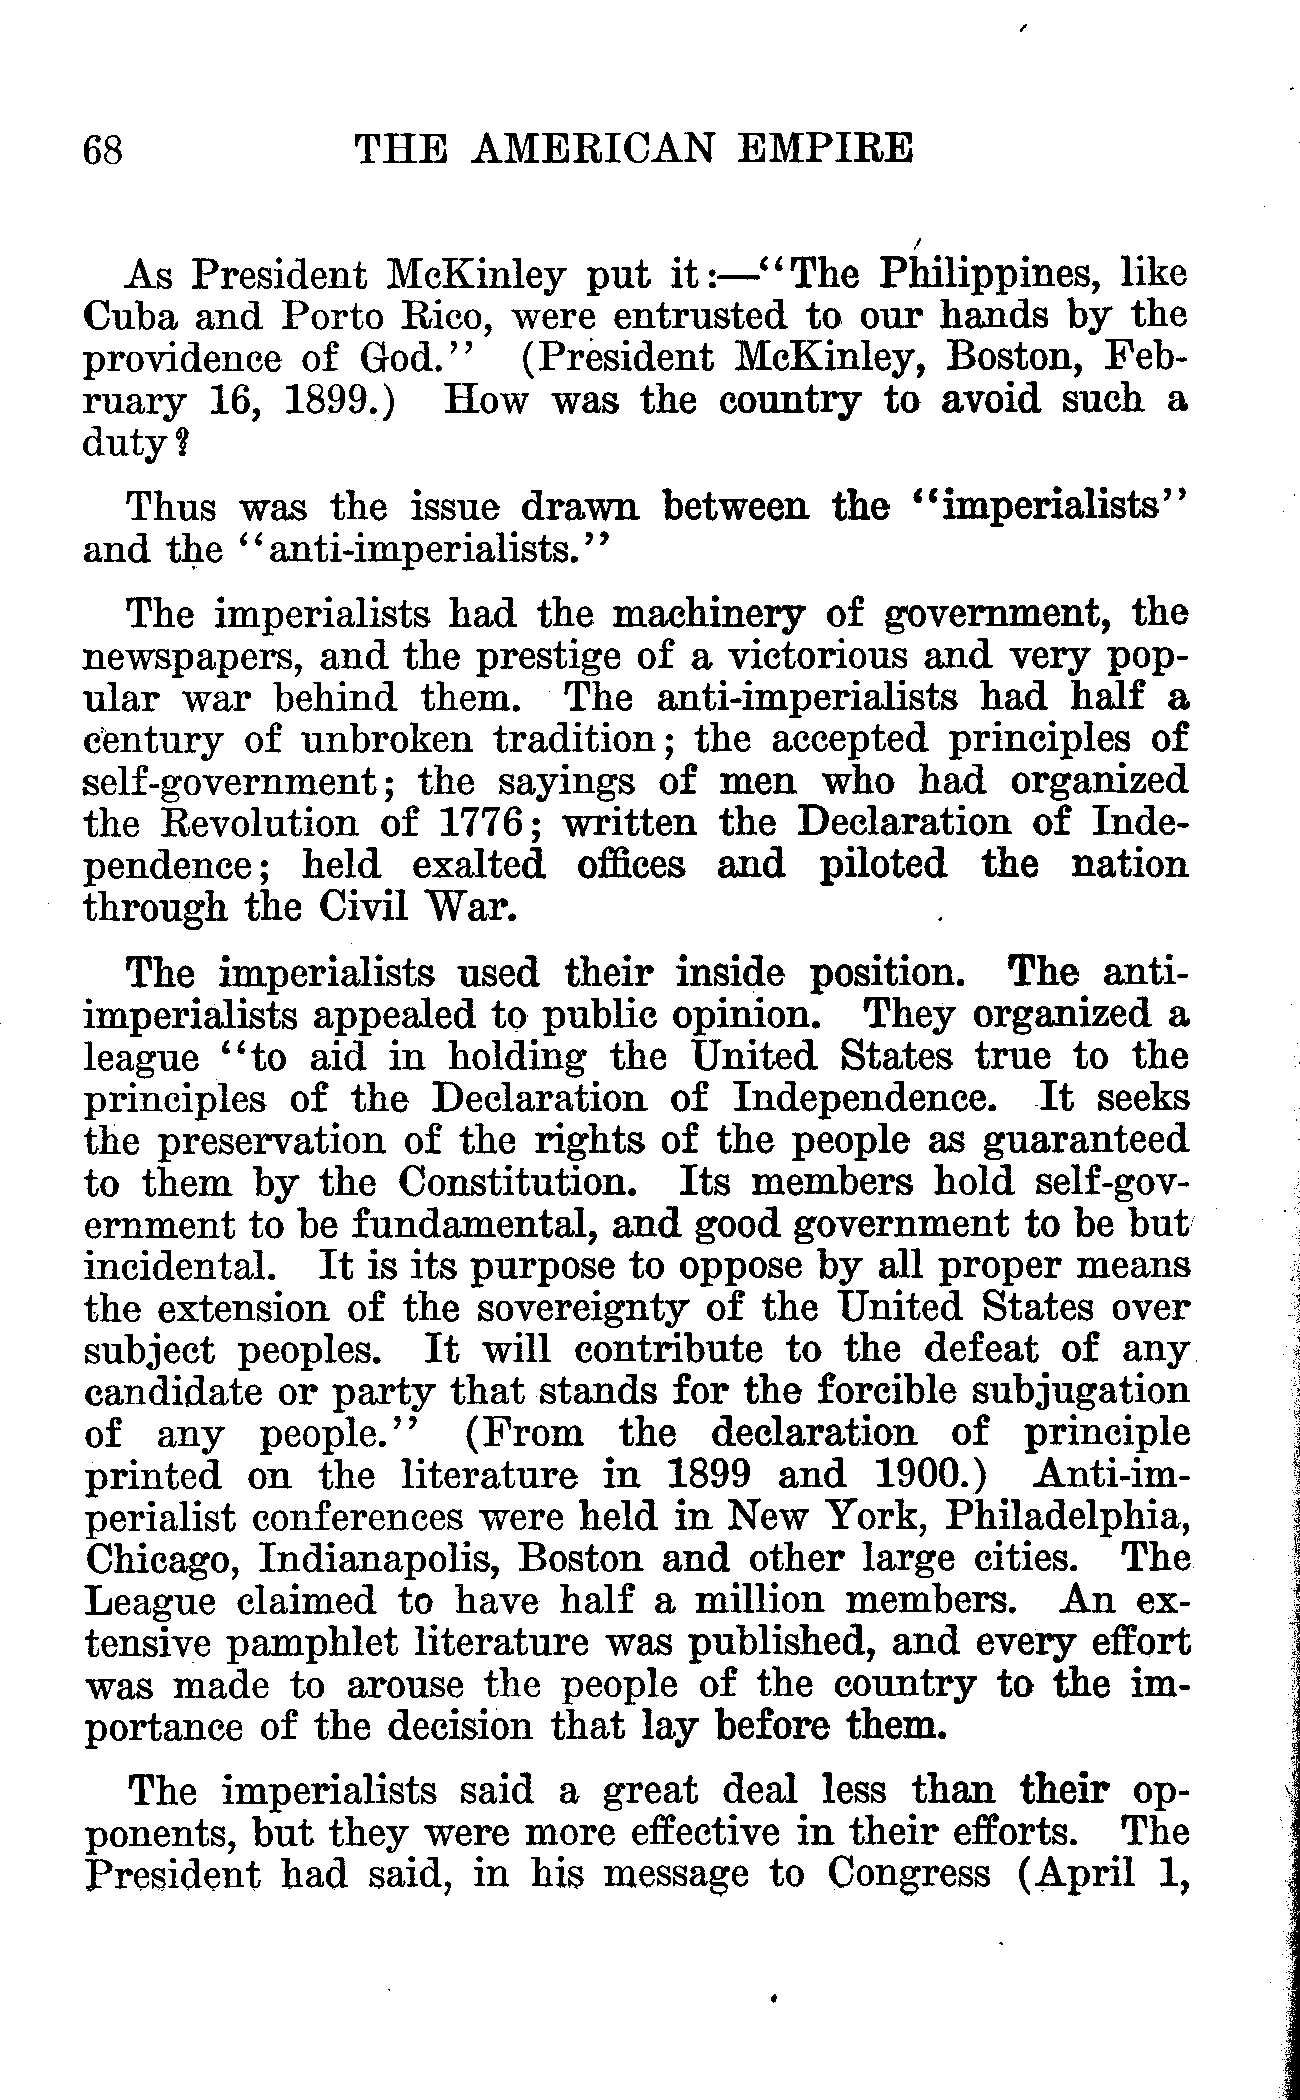 68 THE AMERICAN EMPIRE
As President McKinley put it:—"The Philippines, like
Cuba and Porto Rico, were entrusted to our hands by the
providence of God." (President McKinley, Boston, Feb-
ruary 16, 1899.) How was the country to avoid such a
duty?
Thus was the issue drawn between the "imperialists"
and the "anti-imperialists."
The imperialists had the machinery of government, the
newspapers, and the prestige of a victorious and very pop-
ular war behind them. The anti-imperialists had half a
century of unbroken tradition; the accepted principles of
self-government; the sayings of men who had organized
the Revolution of 1776; written the Declaration of Inde-
pendence; held exalted offices and piloted the nation
through the Civil War.
The imperialists used their inside position. The anti-
imperialists appealed to public opinion. They organized a
league "to aid in holding the United States true to the
principles of the Declaration of Independence. It seeks
the preservation of the rights of the people as guaranteed
to them by the Constitution. Its members hold self-gov-
ernment to be fundamental, and good government to be but
incidental. It is its purpose to oppose by all proper means
the extension of the sovereignty of the United States over
subject peoples. It will contribute to the defeat of any
candidate or party that stands for the forcible subjugation
of any people." (From the declaration of principle
printed on the literature in 1899 and 1900.) Anti-im-
perialist conferences were held in New York, Philadelphia,
Chicago, Indianapolis, Boston and other large cities. The
League claimed to have half a million members. An ex-
tensive pamphlet literature was published, and every effort
was made to arouse the people of the country to the im-
portance of the decision that lay before them.
The imperialists said a great deal less than their op-
ponents, but they were more effective in their efforts. The
President had said, in his message to Congress (April 1,